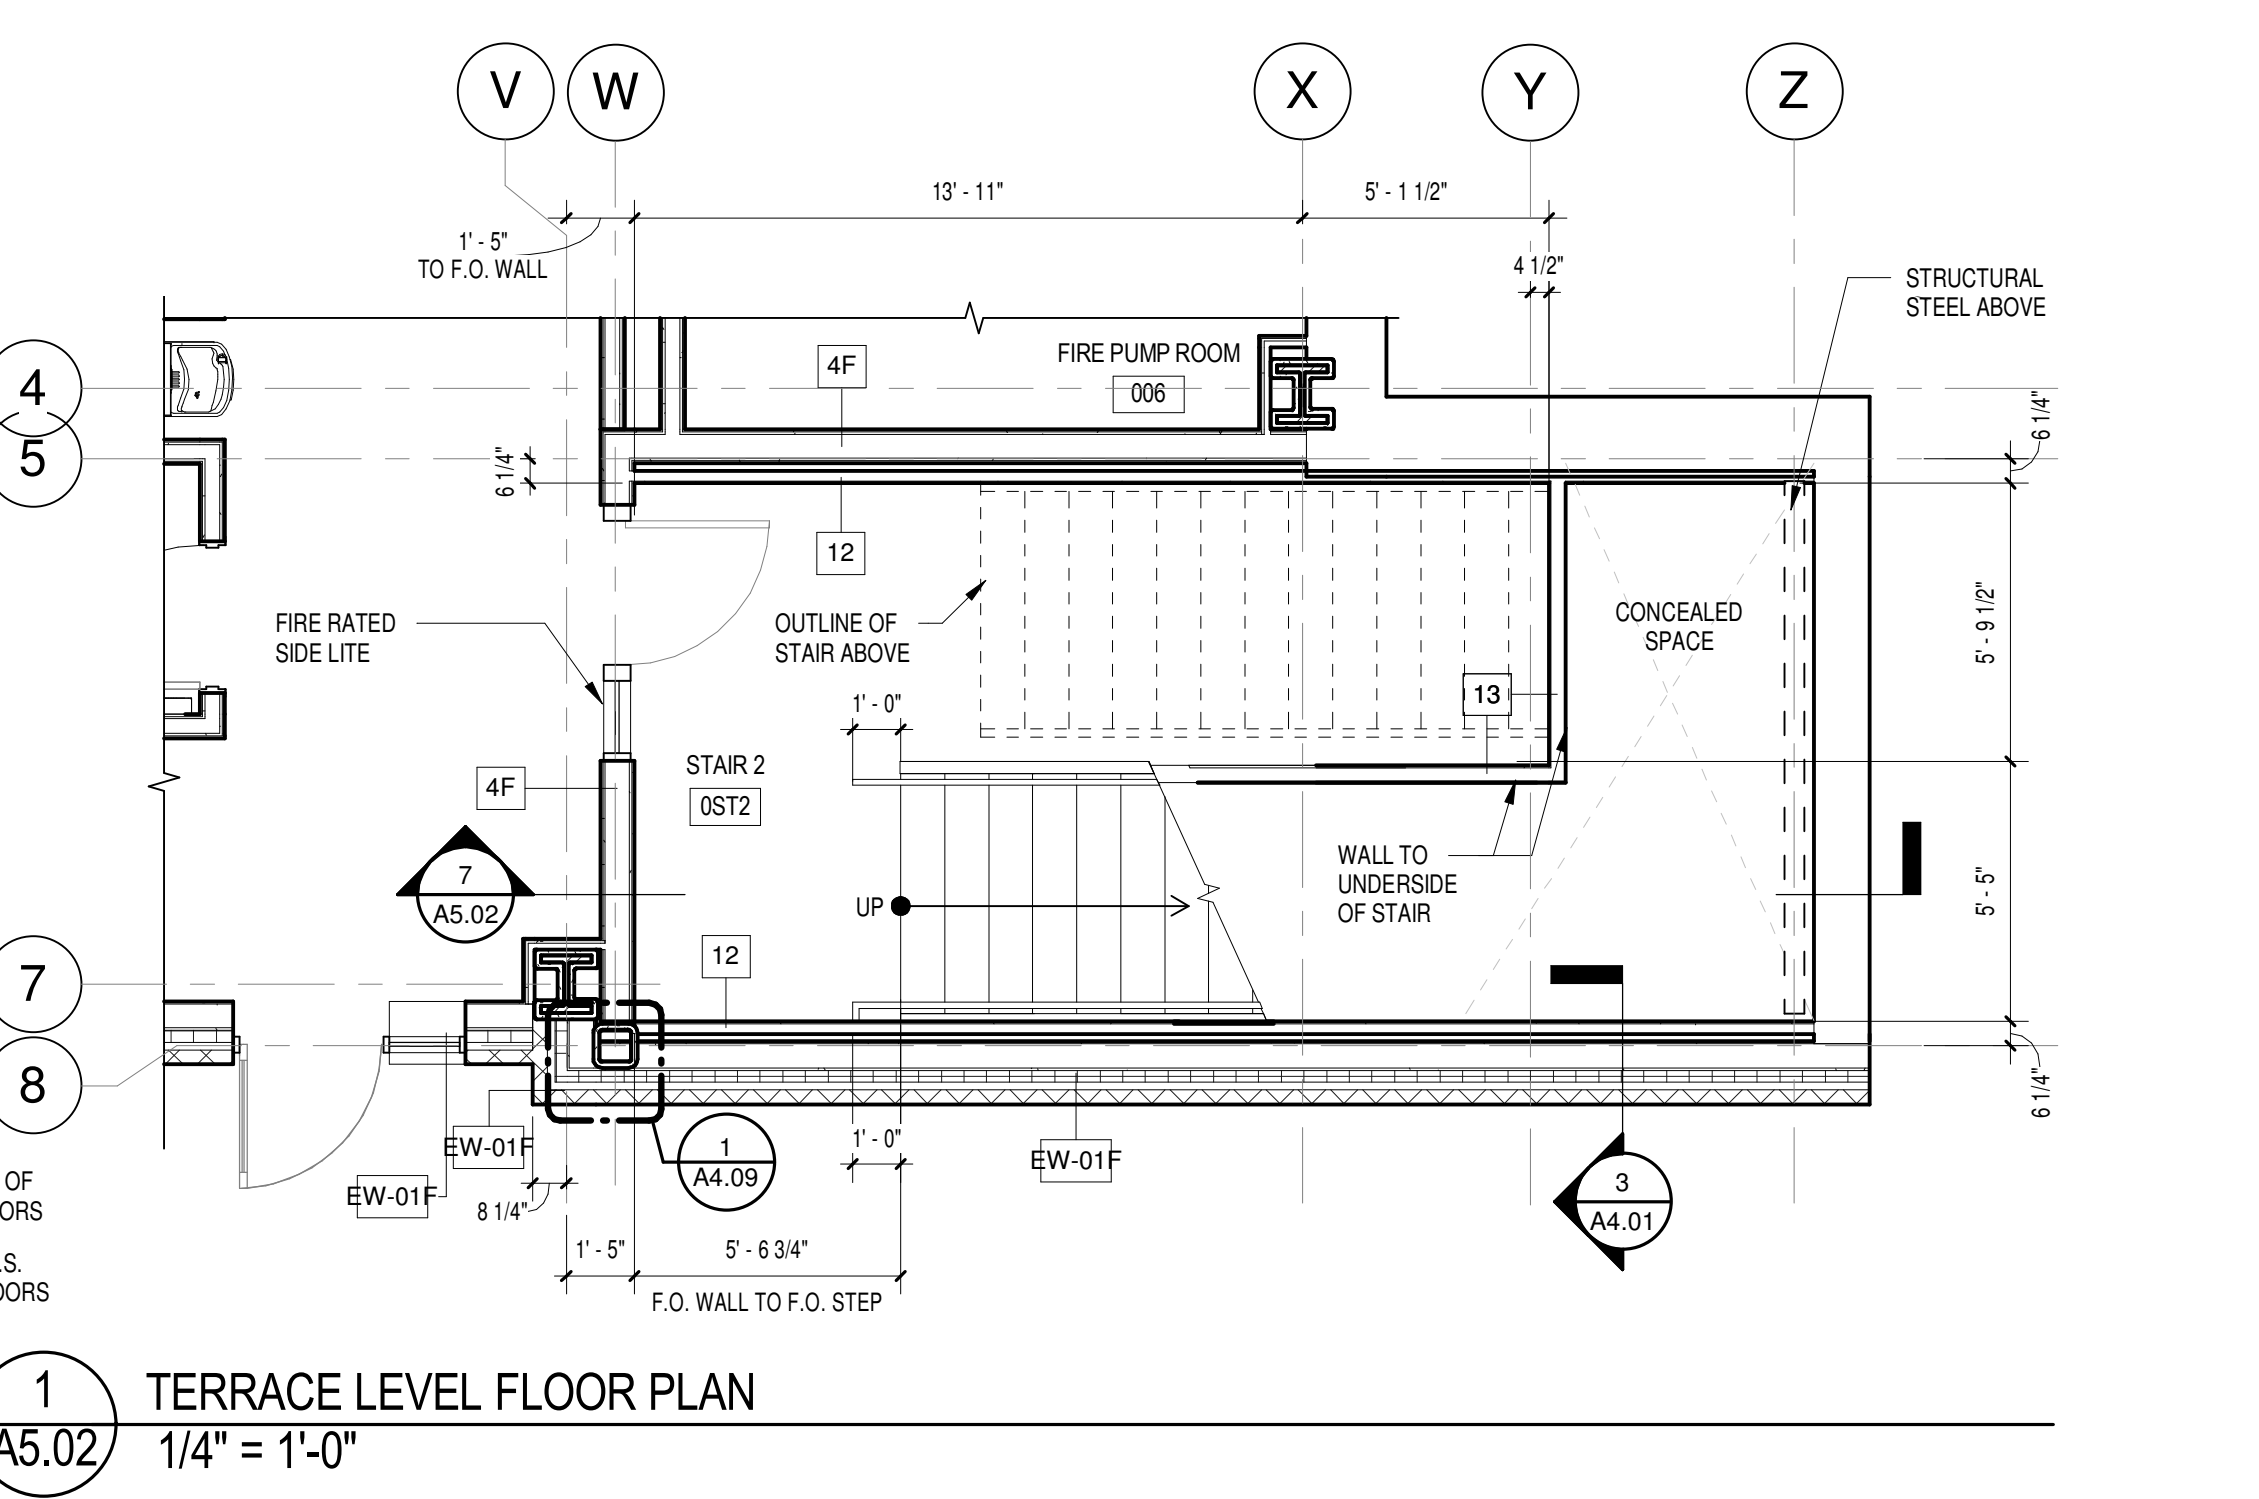 V
W
X
Y
Z
13' - 11"
5' - 1 1/2"
1' - 5"
TO F.O. WALL
4 1/2"
STRUCTURAL
STEEL ABOVE
4
5
4F
FIRE PUMP ROOM
006
6 1/4"
6 1/4"
12
FIRE RATED
SIDE LITE
OUTLINE OF
STAIR ABOVE
CONCEALED
SPACE
5' - 9 1/2"
1' - 0"
13
STAIR 2
0ST2
4F
7
A5.02
UP
WALL TO
UNDERSIDE
OF STAIR
5' - 5"
12
7
8
6 1/4"
EW-01F
EW-01F
EW-01F
1
A4.09
1' - 0"
8 1/4"
3
A4.01
OF
ORS
.S.
OORS
1' - 5"
5' - 6 3/4"
F.O. WALL TO F.O. STEP
1
A5.02
TERRACE LEVEL FLOOR PLAN
1/4" = 1'-0"